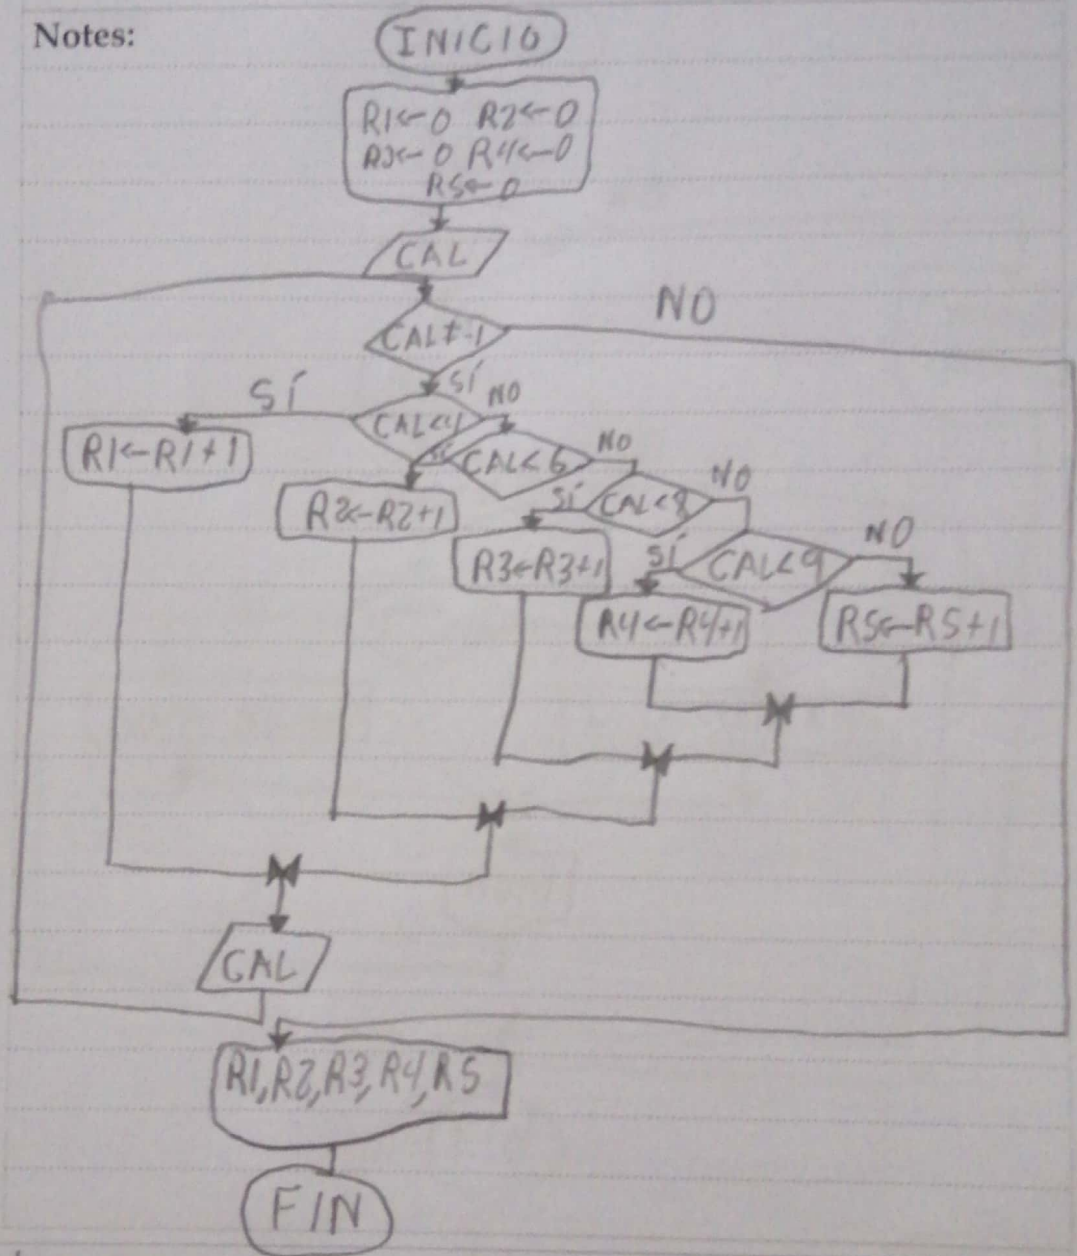 Notes:
INICIO
R1←0 R2←0
R3←0 R4←0
R5←0
CAL
CAL≠-1
NO
SÍ
SÍ
CAL<4
NO
R1←R1+1
SÍ
CAL<6
NO
R2←R2+1
SÍ
CAL<8
NO
R3←R3+1
SÍ
CAL<9
NO
R4←R4+1
R5←R5+1
CAL
R1,R2,R3,R4,R5
FIN